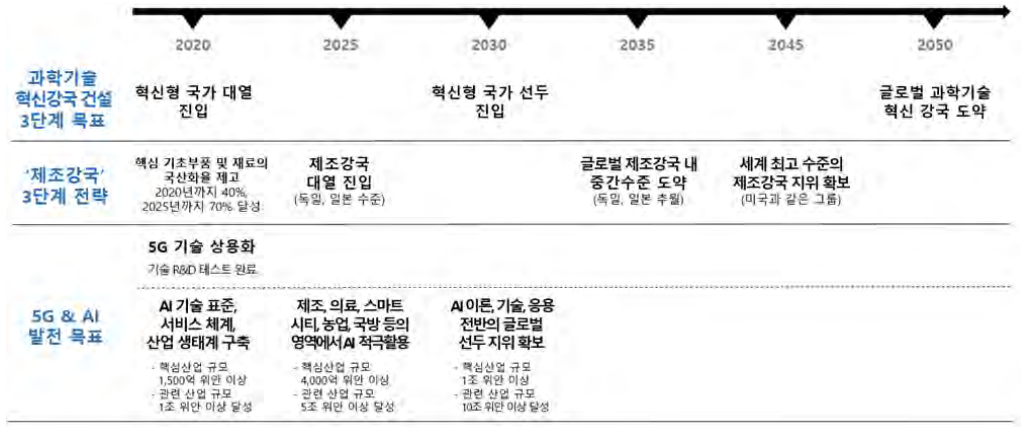 2020
2025
2030
2035
2045
2050
과학기술
혁신강국 건설
3단계 목표
혁신형 국가 대열
진입
혁신형 국가 선두
진입
글로벌 과학기술
혁신 강국 도약
'제조강국'
3단계 전략
핵심 기초부품 및 재료의
국산화율 제고
2020년까지 40%,
2025년까지 70% 달성
제조강국
대열 진입
(독일, 일본 수준)
글로벌 제조강국 내
중간수준 도약
(독일, 일본 추월)
세계 최고 수준의
제조강국 지위 확보
(미국과 같은 그룹)
5G & AI
발전 목표
5G 기술 상용화
기술 R&D 테스트 완료
AI 기술 표준,
서비스 체계,
산업 생태계 구축
- 핵심산업 규모
1,500억 위안 이상
- 관련 산업 규모
1조 위안 이상 달성
제조, 의료, 스마트
시티, 농업, 국방 등의
영역에서 AI 적극활용
- 핵심산업 규모
4,000억 위안 이상
- 관련 산업 규모
5조 위안 이상 달성
AI 이론, 기술, 응용
전반의 글로벌
선두 지위 확보
- 핵심산업 규모
1조 위안 이상
- 관련 산업 규모
10조 위안 이상 달성